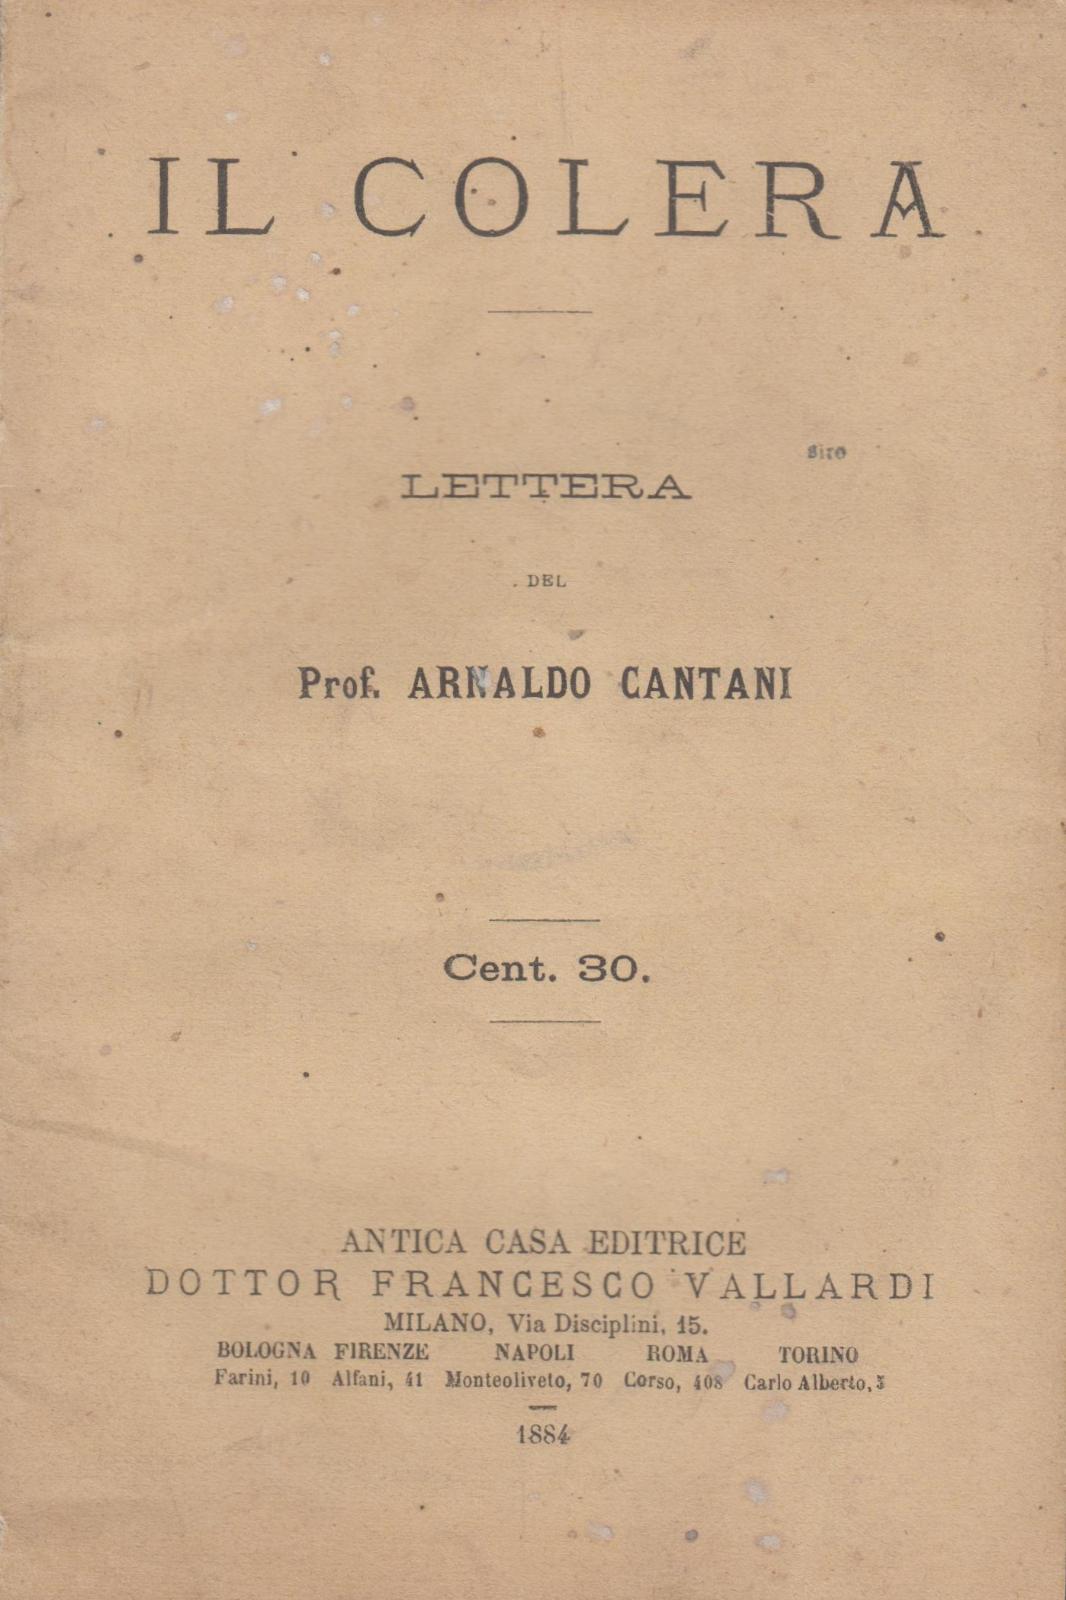 IL COLERA
siro
LETTERA
DEL
Prof. ARNALDO CANTANI
Cent. 30.
ANTICA CASA EDITRICE
DOTTOR FRANCESCO VALLARDI
MILANO, Via Disciplini, 15.
BOLOGNA FIRENZE NAPOLI ROMA TORINO
Farini, 10 Alfani, 41 Monteoliveto, 70 Corso, 408 Carlo Alberto, 3
1884